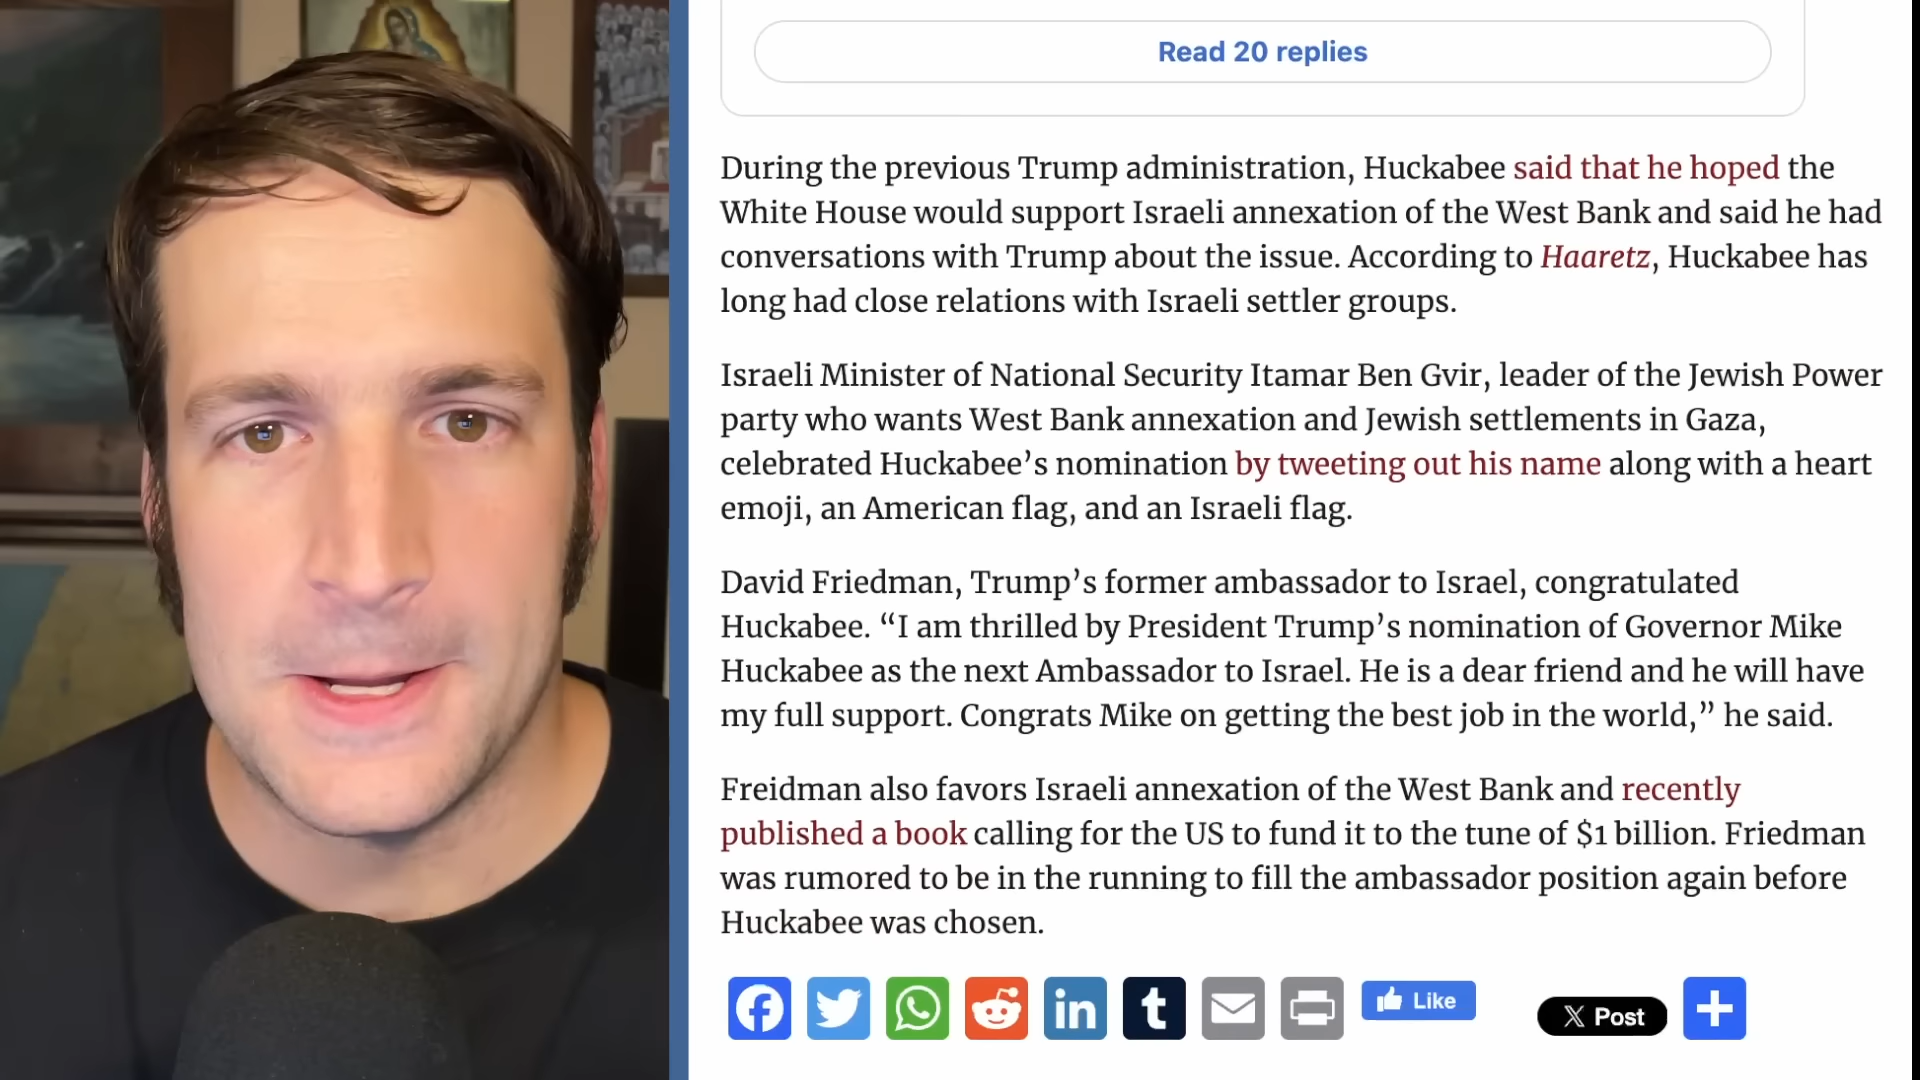 Read 20 replies
During the previous Trump administration, Huckabee said that he hoped the
White House would support Israeli annexation of the West Bank and said he had
conversations with Trump about the issue. According to Haaretz, Huckabee has
long had close relations with Israeli settler groups.
Israeli Minister of National Security Itamar Ben Gvir, leader of the Jewish Power
party who wants West Bank annexation and Jewish settlements in Gaza,
celebrated Huckabee’s nomination by tweeting out his name along with a heart
emoji, an American flag, and an Israeli flag.
David Friedman, Trump’s former ambassador to Israel, congratulated
Huckabee. “I am thrilled by President Trump’s nomination of Governor Mike
Huckabee as the next Ambassador to Israel. He is a dear friend and he will have
my full support. Congrats Mike on getting the best job in the world,” he said.
Freidman also favors Israeli annexation of the West Bank and recently
published a book calling for the US to fund it to the tune of $1 billion. Friedman
was rumored to be in the running to fill the ambassador position again before
Huckabee was chosen.
Like
X Post